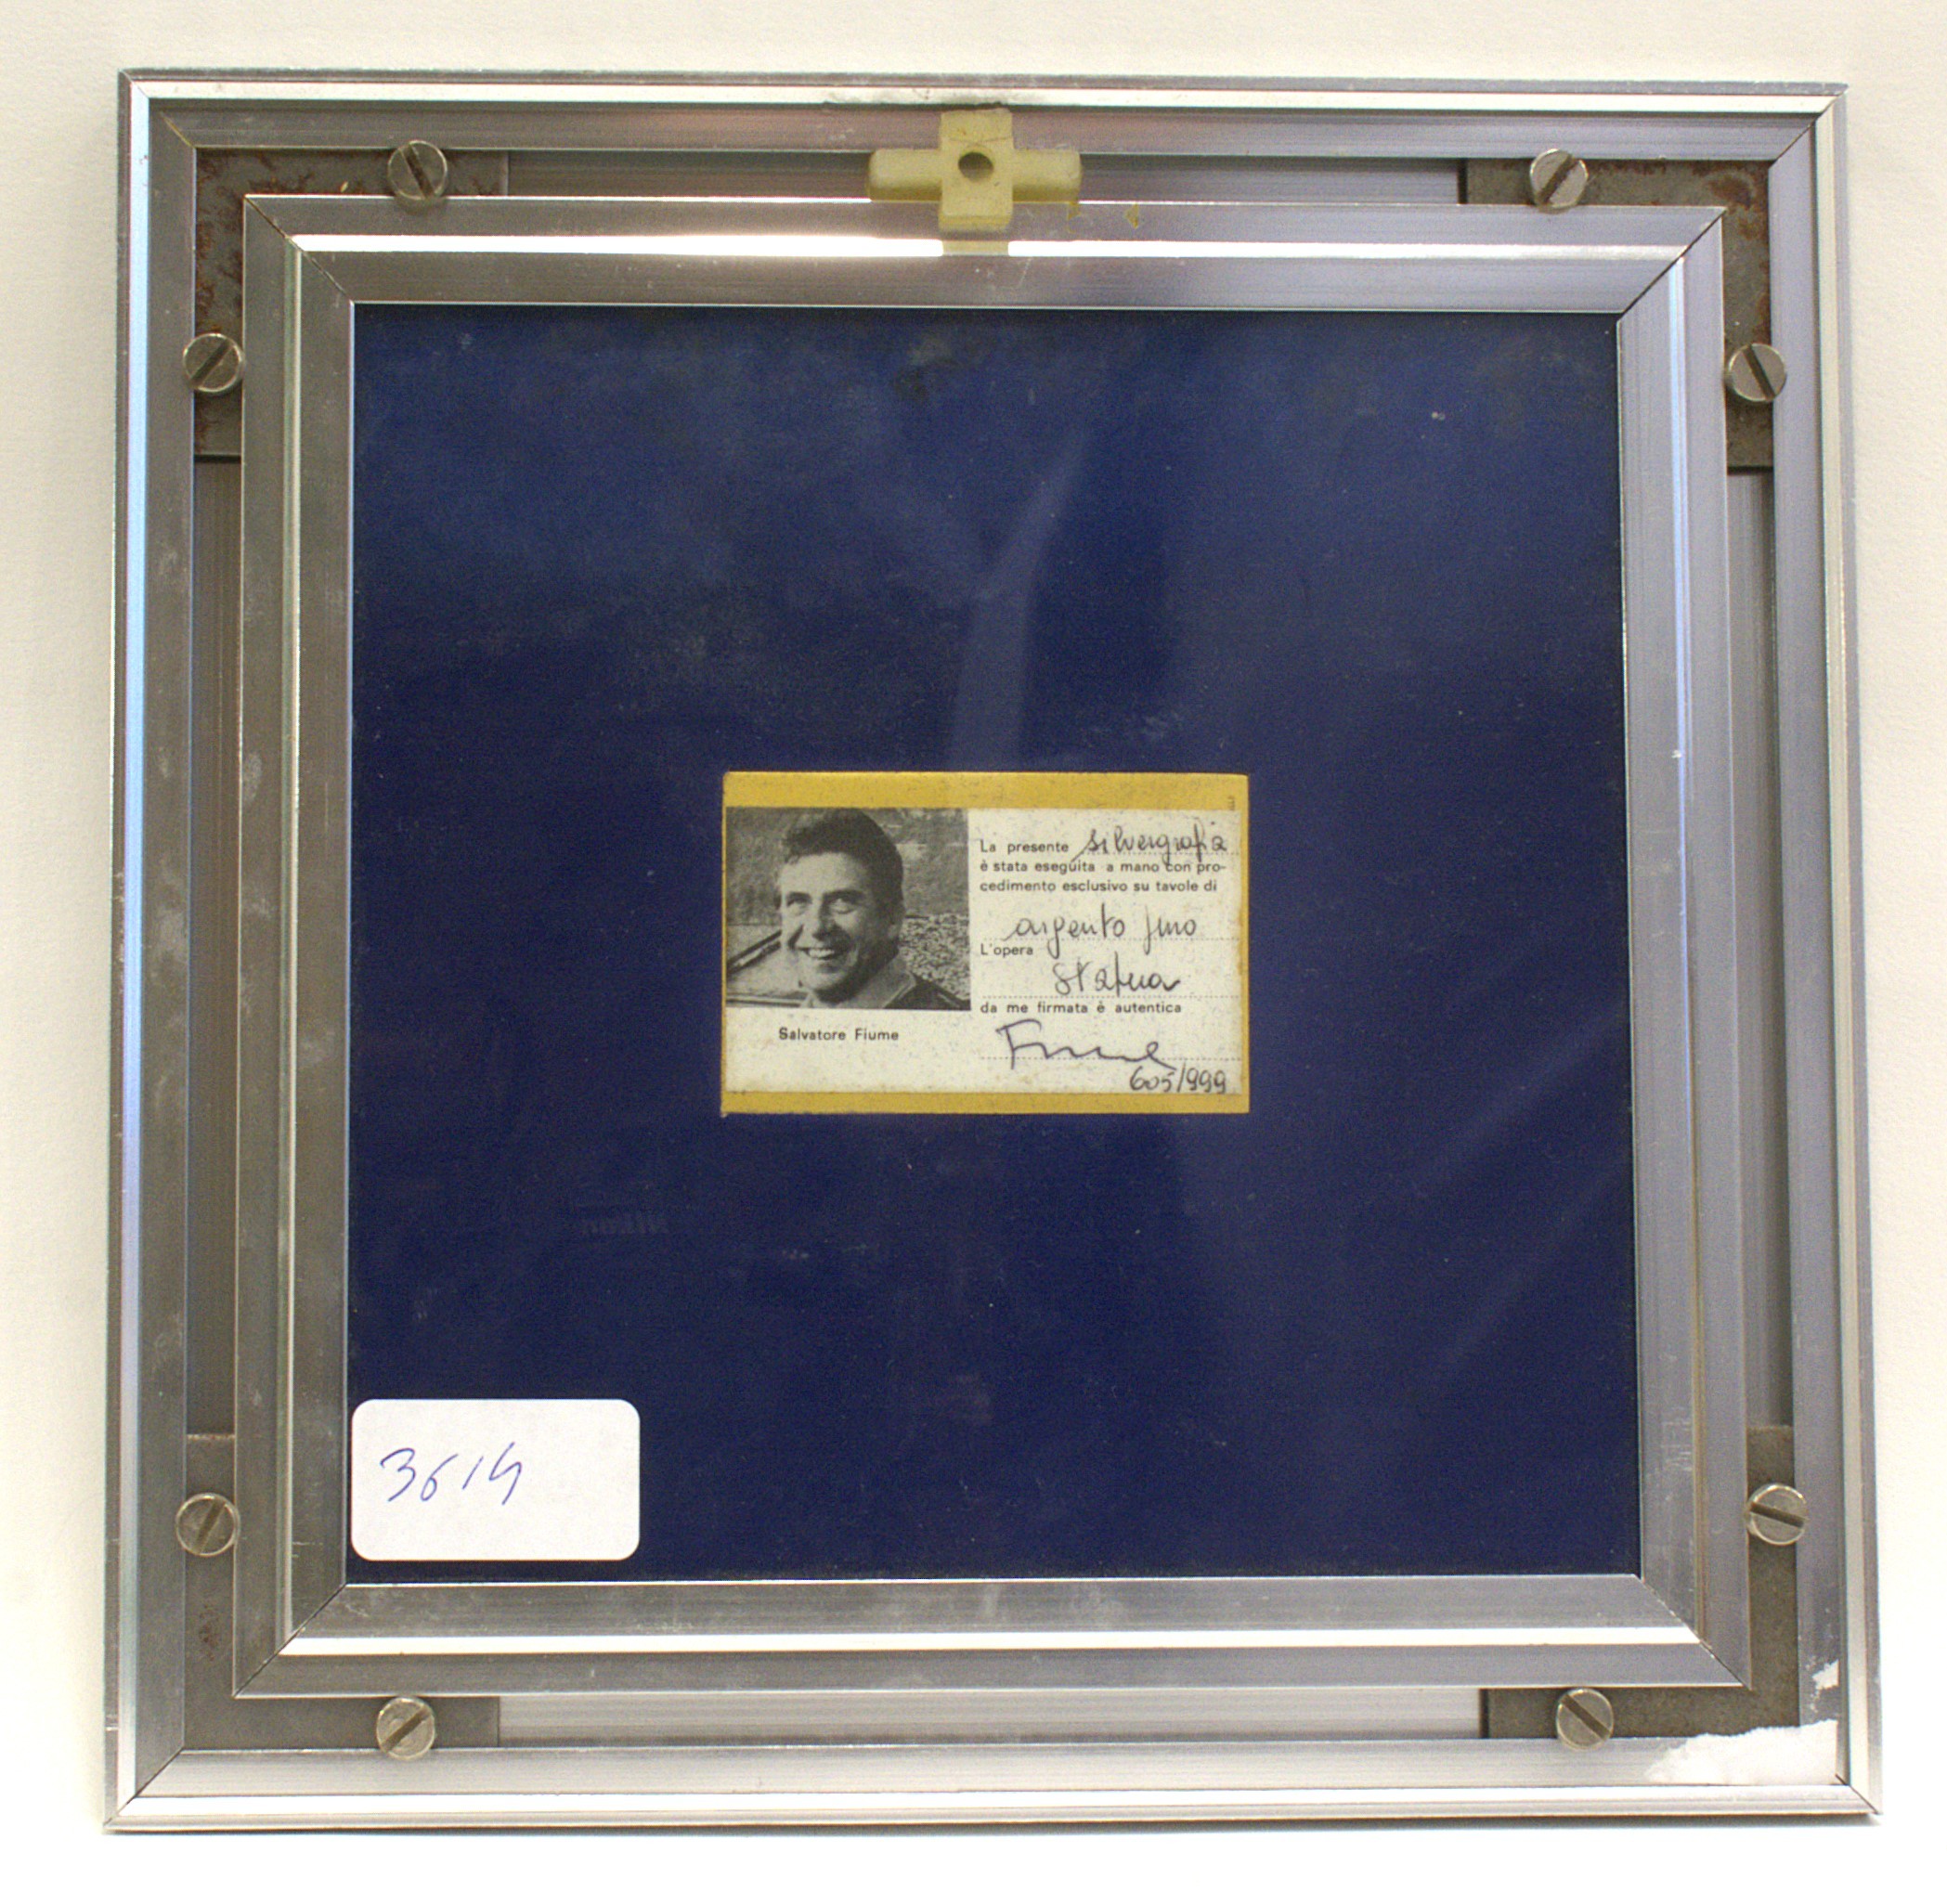 La presente silvergrafia
è stata eseguita a mano con pro-
cedimento esclusivo su tavole di
argento fino
L'opera
Statua
da me firmata è autentica
Salvatore Fiume
Fiume
605/999
3614